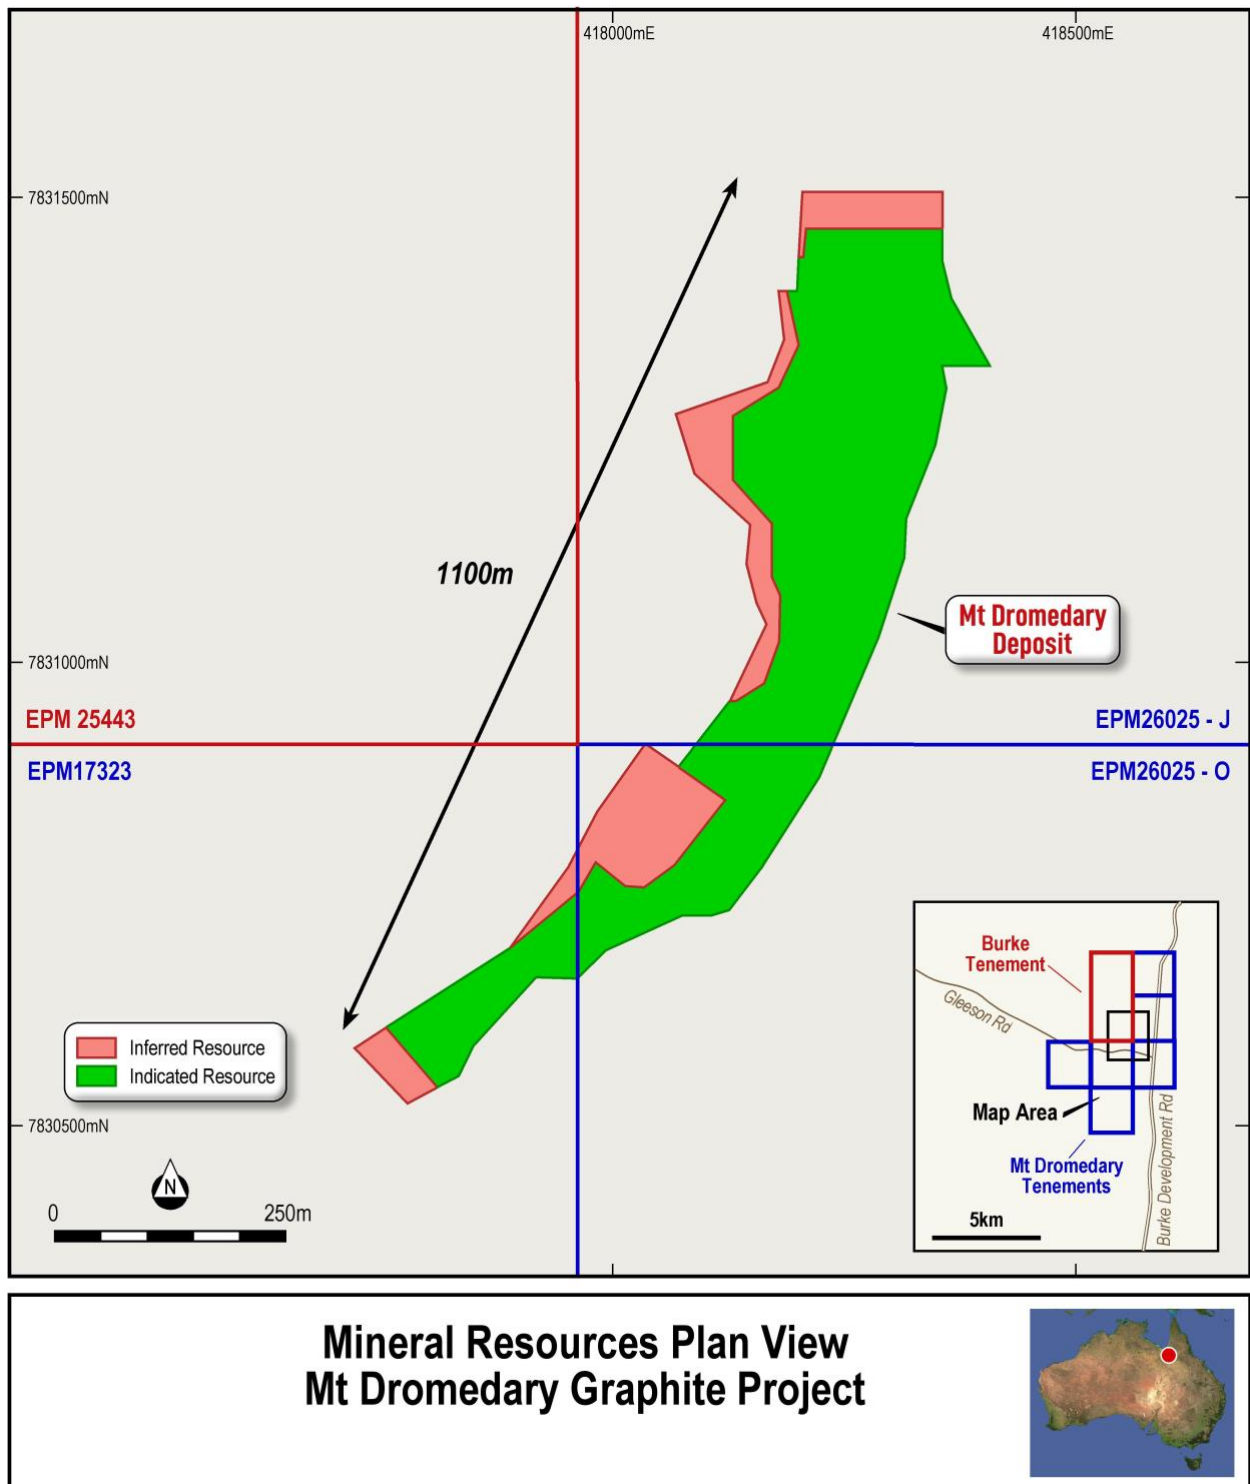 418000mE
418500mE
7831500mN
1100m
Mt Dromedary
Deposit
7831000mN
EPM 25443
EPM26025 - J
EPM17323
EPM26025 - O
Burke
Tenement
Gleeson Rd
Map Area
Mt Dromedary
Tenements
Burke Development Rd
5km
Inferred Resource
Indicated Resource
7830500mN
N
0
250m
Mineral Resources Plan View
Mt Dromedary Graphite Project